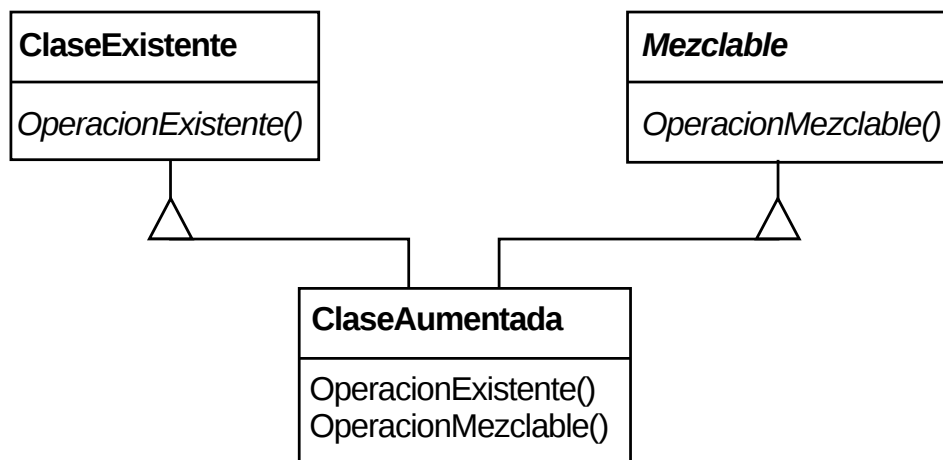 ClaseExistente
OperacionExistente()
Mezclable
OperacionMezclable()
ClaseAumentada
OperacionExistente()
OperacionMezclable()